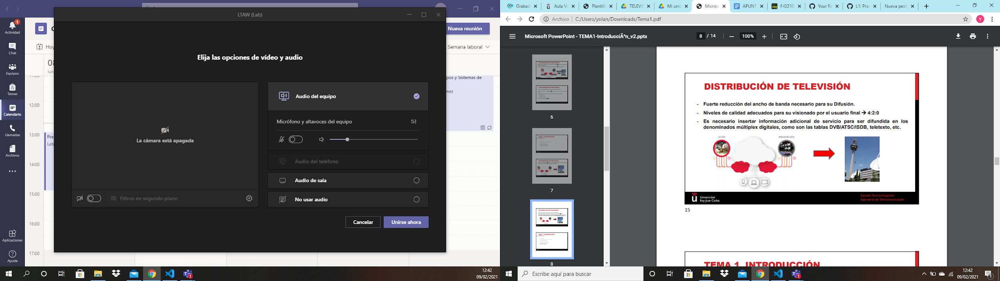 LTAW (Lab)
1
Actividad
Chat
Equipos
Tareas
Calendario
Llamadas
Archivos
Aplicaciones
Ayuda
Nueva reunión
Hoy
Semana laboral
12:00
13:00
14:00
15:00
16:00
17:00
Elija las opciones de vídeo y audio
La cámara está apagada
Filtros en segundo plano
Audio del equipo
Micrófono y altavoces del equipo
Audio del teléfono
Audio de sala
No usar audio
Cancelar
Unirse ahora
pos y Sistemas de
mez
Pre
Leti
12:42
09/02/2021
Grabad
Aula Vi
Plantilla
TELEVIS
Mi unic
Micros
APUNT
f-l3210
Your Re
L1: Prac
Nueva pest
Archivo
C:/Users/yolan/Downloads/Tema1.pdf
Y
Microsoft PowerPoint - TEMA1-IntroducciÃ³n_v2.pptx
8 / 14
100%
6
7
8
DISTRIBUCIÓN DE TELEVISIÓN
- Fuerte reducción del ancho de banda necesario para su Difusión.
- Niveles de calidad adecuados para su visionado por el usuario final → 4:2:0
- Es necesario insertar información adicional de servicio para ser difundida en los
denominados múltiplex digitales, como son las tablas DVB/ATSC/ISDB, teletexto, etc.
LIVE EVENT
BROADCASTING CENTER
Universidad
Rey Juan Carlos
Escuela Técnica Superior
Ingeniería de Telecomunicación
15
TEMA 1. INTRODUCCIÓN
Escribe aquí para buscar
12:42
09/02/2021
1